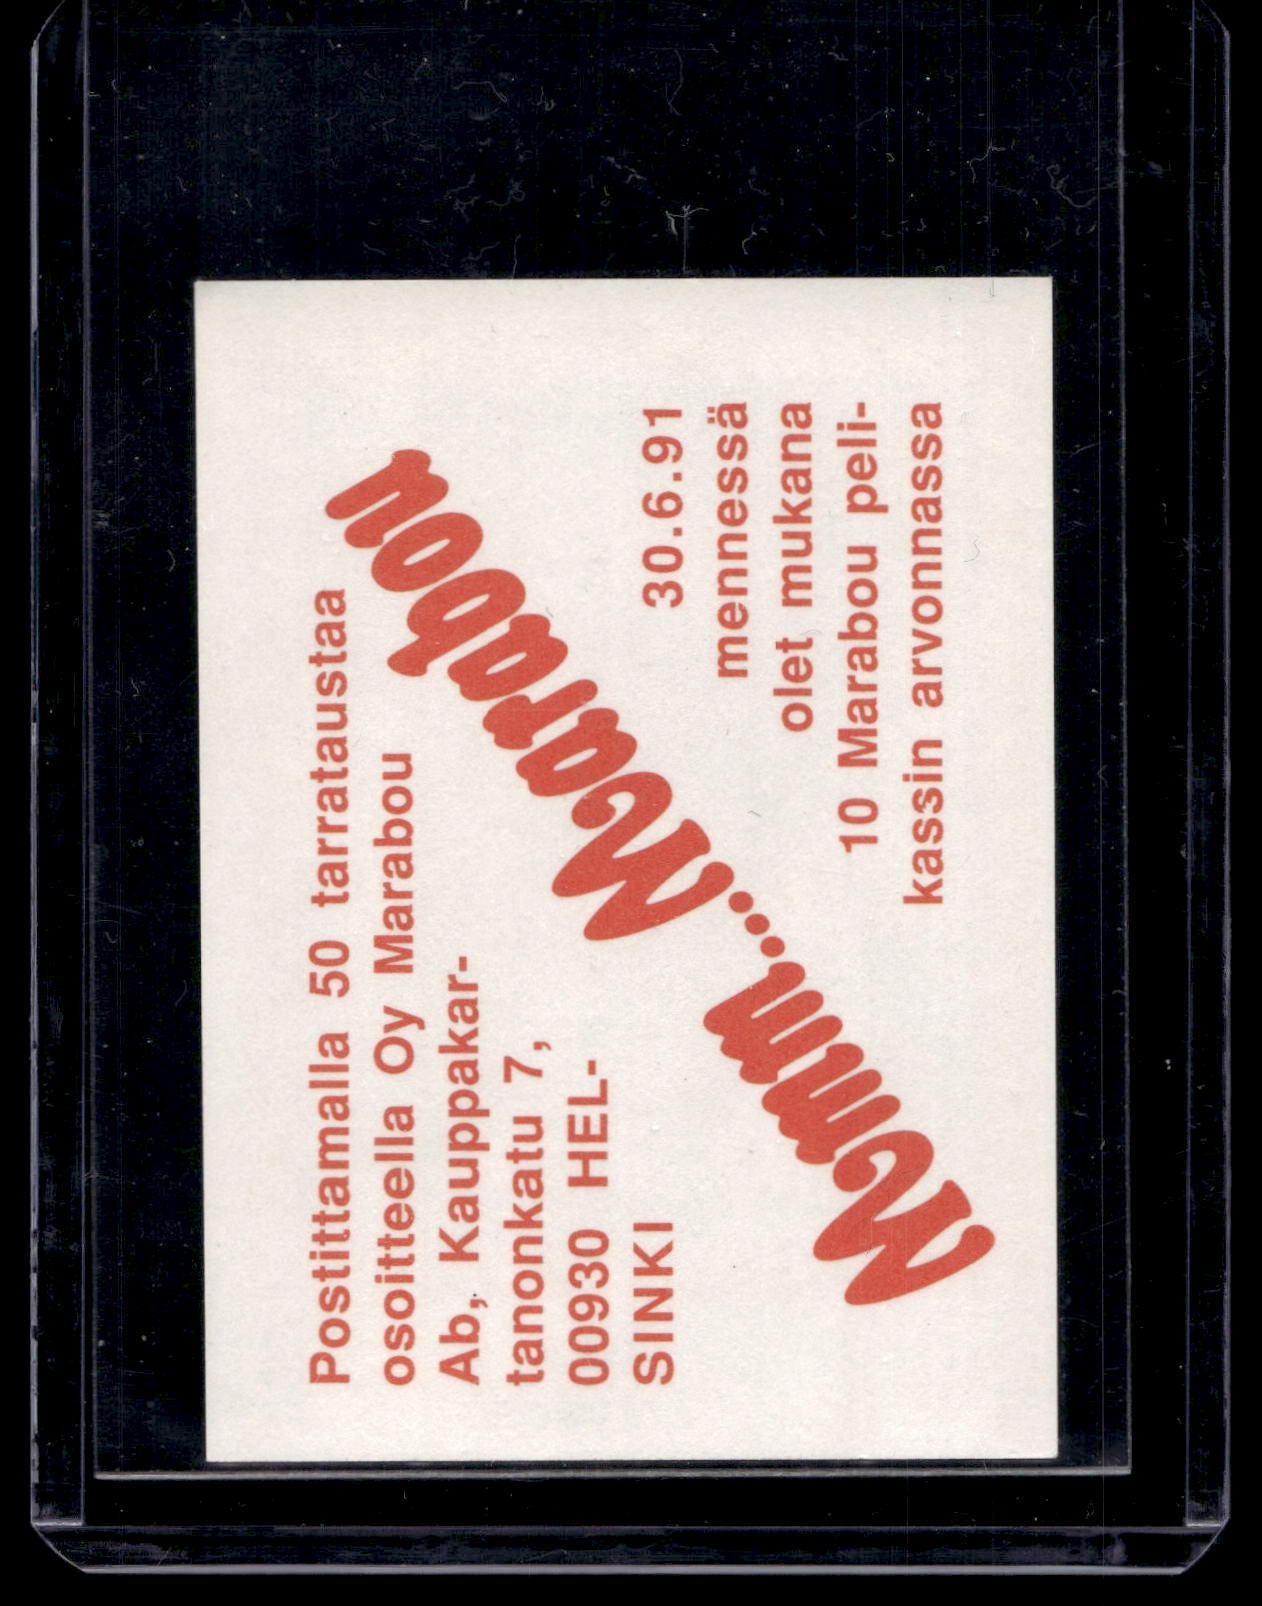 Postittamalla 50 tarrataustaa
osoitteella Oy Marabou
Ab, Kauppakar-
tanonkatu 7,
00930 HEL-
SINKI
Mmm...Marabou
30.6.91
mennessä
olet mukana
10 Marabou peli-
kassin arvonnassa